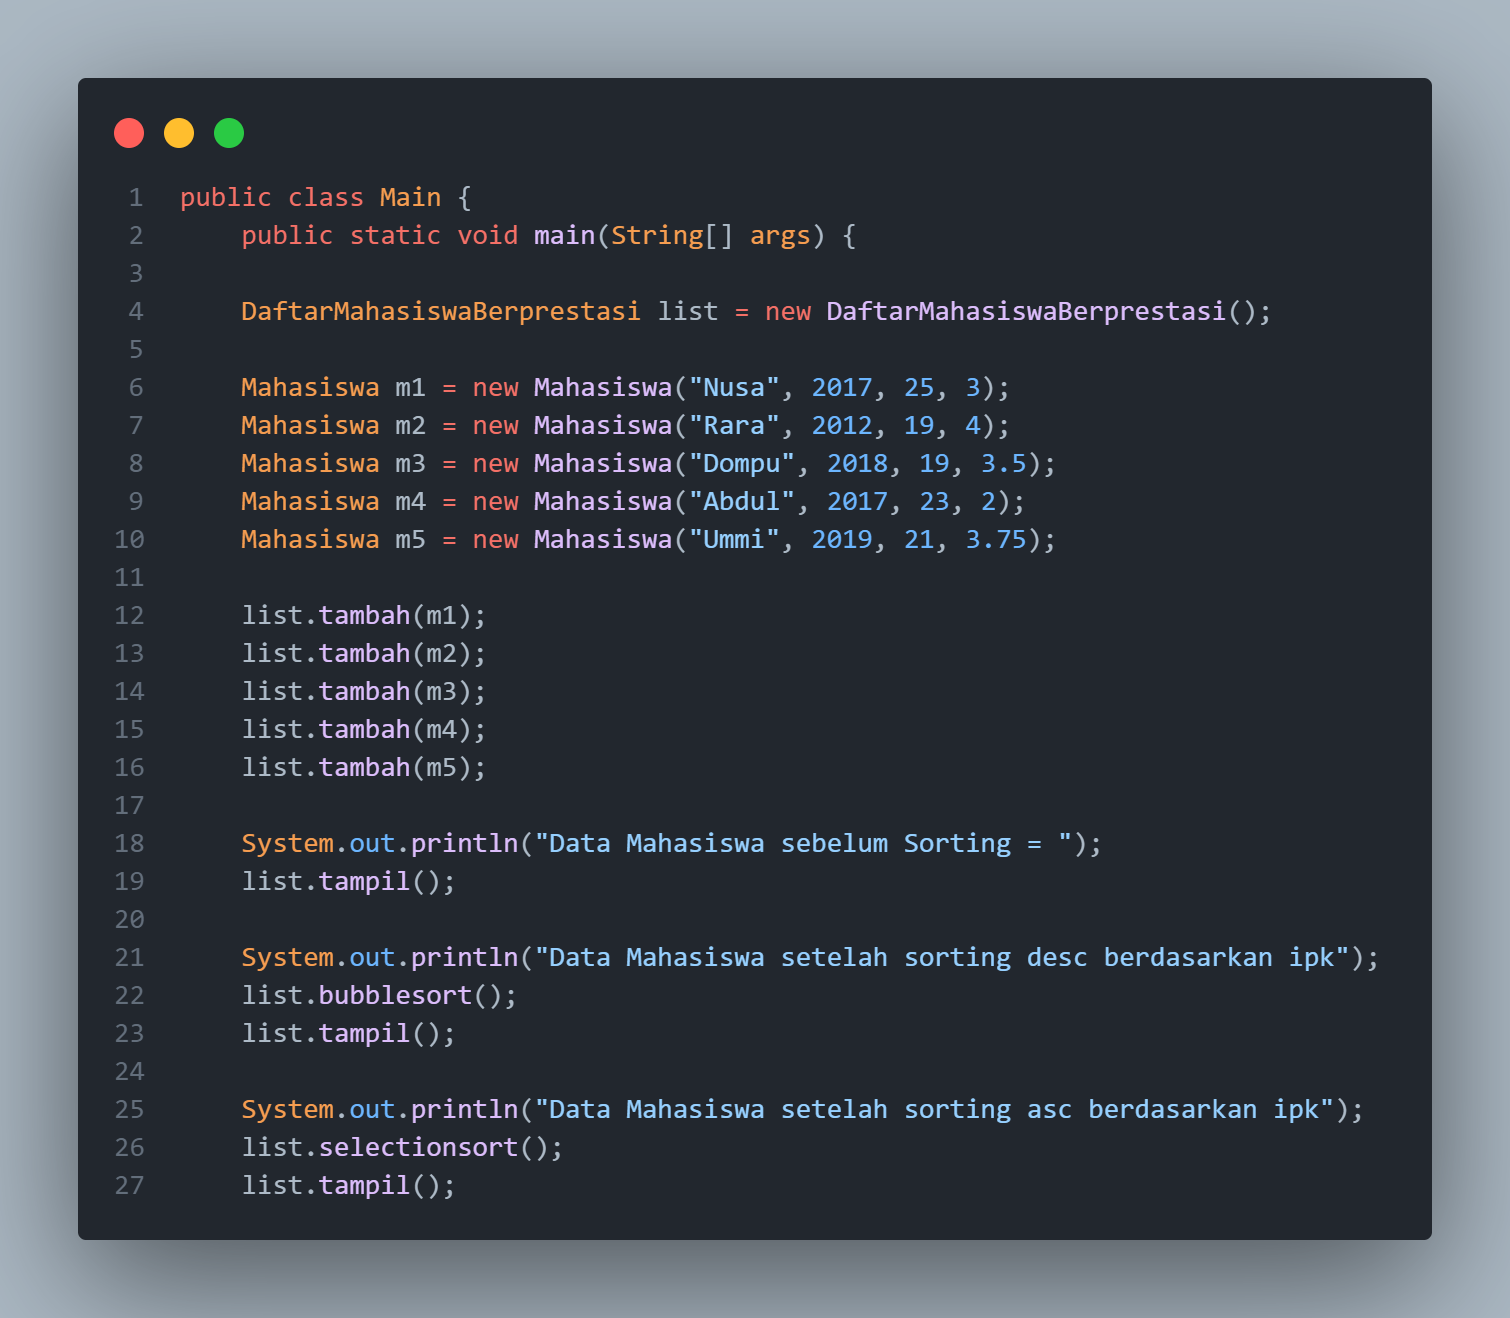 1 public class Main {
2     public static void main(String[] args) {
3
4     DaftarMahasiswaBerprestasi list = new DaftarMahasiswaBerprestasi();
5
6     Mahasiswa m1 = new Mahasiswa("Nusa", 2017, 25, 3);
7     Mahasiswa m2 = new Mahasiswa("Rara", 2012, 19, 4);
8     Mahasiswa m3 = new Mahasiswa("Dompu", 2018, 19, 3.5);
9     Mahasiswa m4 = new Mahasiswa("Abdul", 2017, 23, 2);
10     Mahasiswa m5 = new Mahasiswa("Ummi", 2019, 21, 3.75);
11
12     list.tambah(m1);
13     list.tambah(m2);
14     list.tambah(m3);
15     list.tambah(m4);
16     list.tambah(m5);
17
18     System.out.println("Data Mahasiswa sebelum Sorting = ");
19     list.tampil();
20
21     System.out.println("Data Mahasiswa setelah sorting desc berdasarkan ipk");
22     list.bubblesort();
23     list.tampil();
24
25     System.out.println("Data Mahasiswa setelah sorting asc berdasarkan ipk");
26     list.selectionsort();
27     list.tampil();